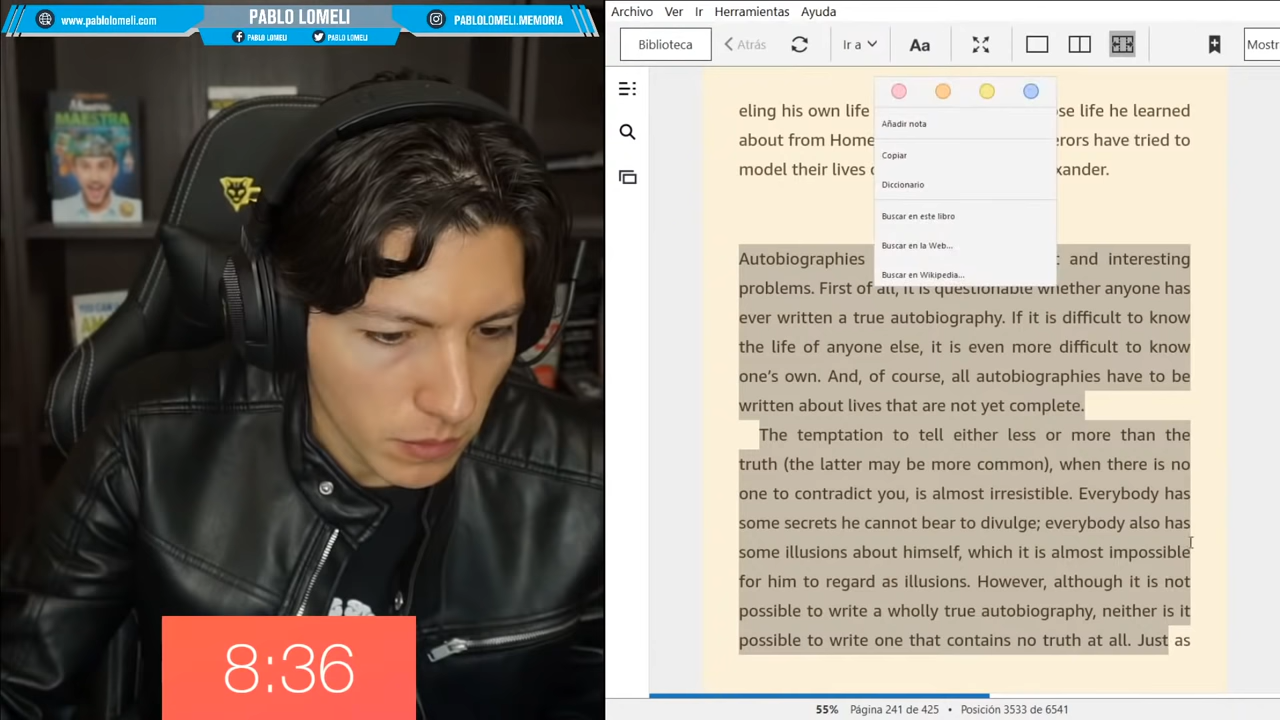 www.pablolomeli.com
PABLO LOMELI
PABLOLOMELI.MEMORIA
PABLO LOMELI
PABLO LOMELI
MAESTRA
YOU CAN
8:36
Archivo Ver Ir Herramientas Ayuda
Biblioteca Atrás Ir a Aa Mostr
eling his own life se life he learned
about from Home erors have tried to
model their lives xander.
Añadir nota
Copiar
Diccionario
Buscar en este libro
Buscar en la Web...
Buscar en Wikipedia...
Autobiographies and interesting
problems. First of all, it is questionable whether anyone has
ever written a true autobiography. If it is difficult to know
the life of anyone else, it is even more difficult to know
one’s own. And, of course, all autobiographies have to be
written about lives that are not yet complete.
The temptation to tell either less or more than the
truth (the latter may be more common), when there is no
one to contradict you, is almost irresistible. Everybody has
some secrets he cannot bear to divulge; everybody also has
some illusions about himself, which it is almost impossible
for him to regard as illusions. However, although it is not
possible to write a wholly true autobiography, neither is it
possible to write one that contains no truth at all. Just as
55% Página 241 de 425 • Posición 3533 de 6541